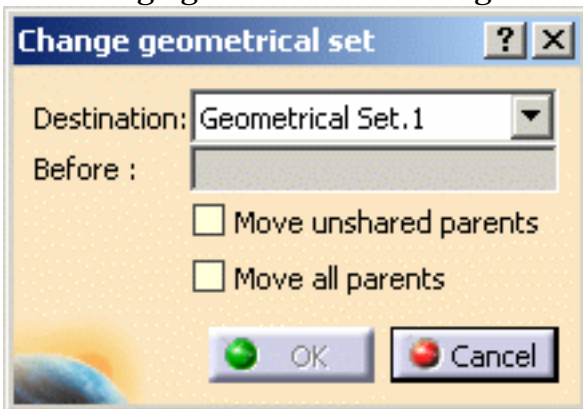 Change geometrical set
Destination: Geometrical Set.1
Before :
Move unshared parents
Move all parents
OK Cancel